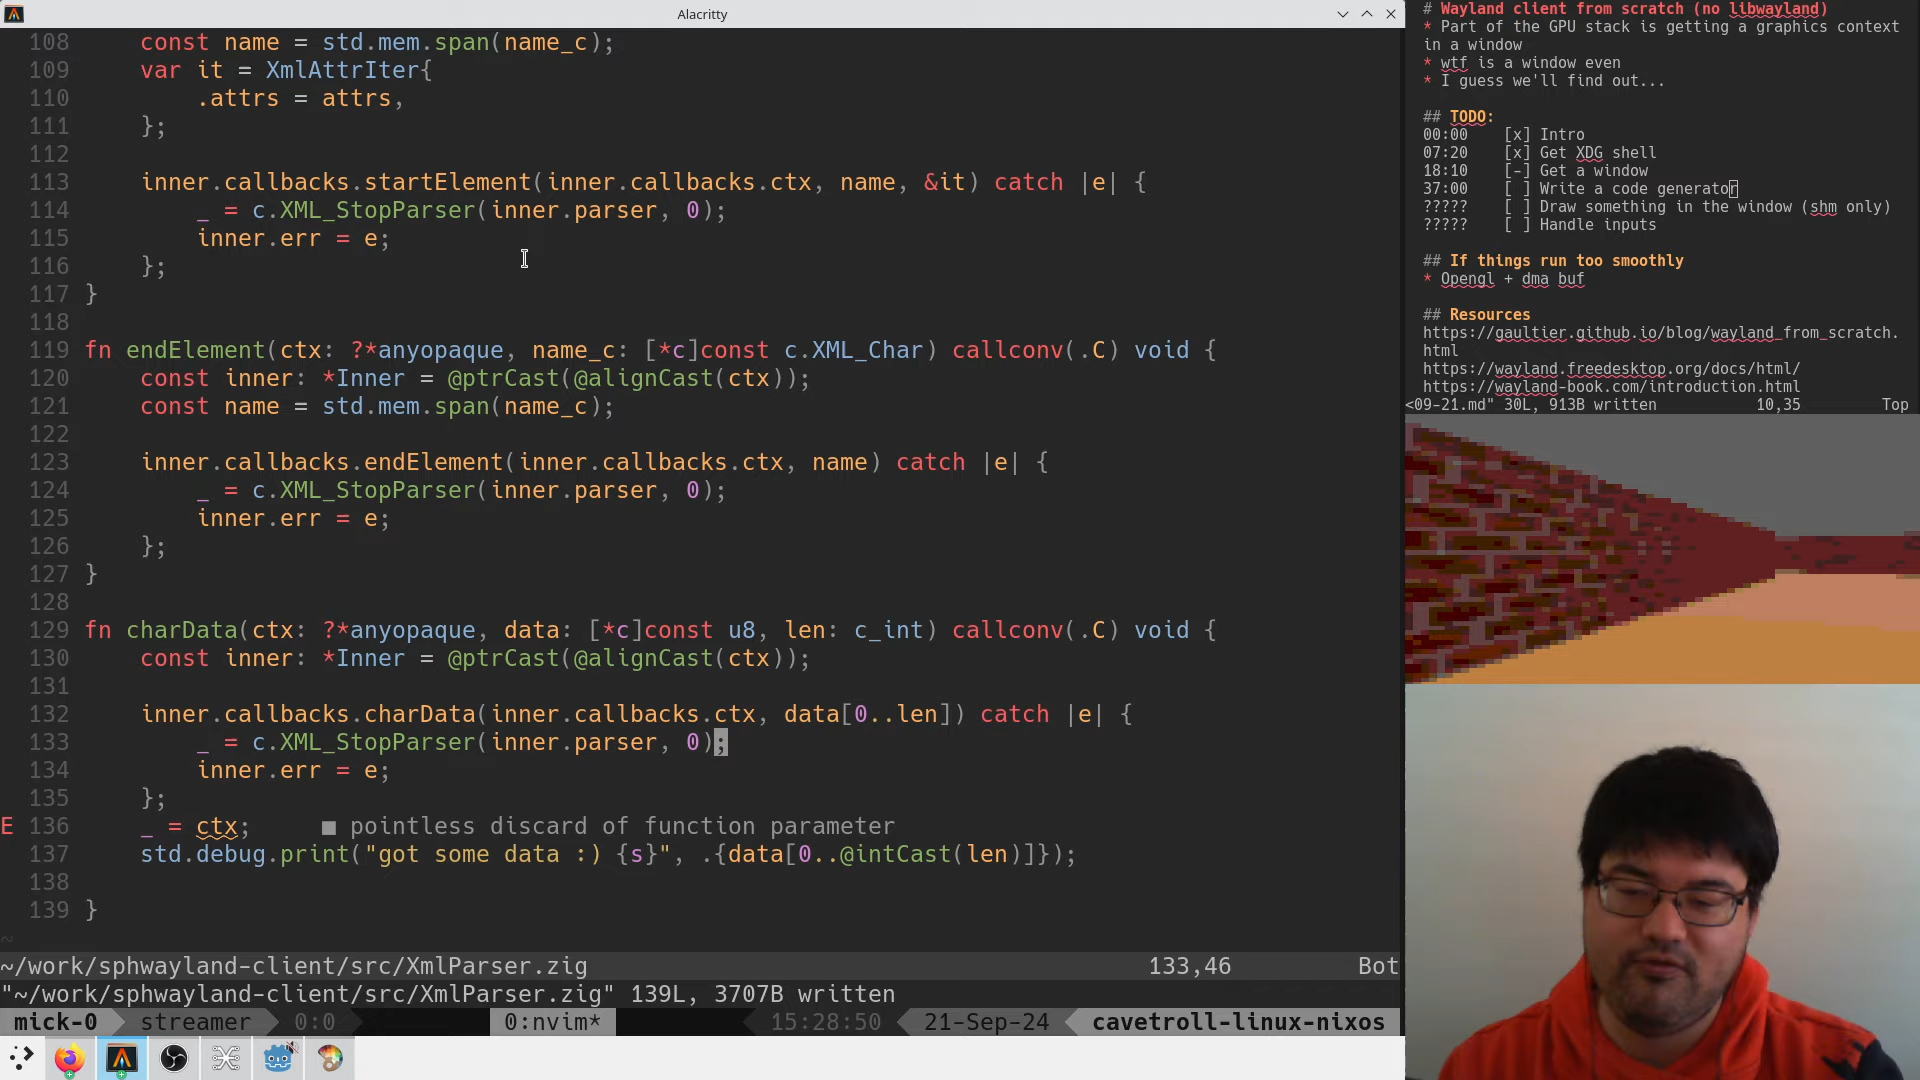 Alacritty
108 const name = std.mem.span(name_c);
109 var it = XmlAttrIter{
110 .attrs = attrs,
111 };
112
113 inner.callbacks.startElement(inner.callbacks.ctx, name, &it) catch |e| {
114 _ = c.XML_StopParser(inner.parser, 0);
115 inner.err = e;
116 };
117 }
118
119 fn endElement(ctx: ?*anyopaque, name_c: [*c]const c.XML_Char) callconv(.C) void {
120 const inner: *Inner = @ptrCast(@alignCast(ctx));
121 const name = std.mem.span(name_c);
122
123 inner.callbacks.endElement(inner.callbacks.ctx, name) catch |e| {
124 _ = c.XML_StopParser(inner.parser, 0);
125 inner.err = e;
126 };
127 }
128
129 fn charData(ctx: ?*anyopaque, data: [*c]const u8, len: c_int) callconv(.C) void {
130 const inner: *Inner = @ptrCast(@alignCast(ctx));
131
132 inner.callbacks.charData(inner.callbacks.ctx, data[0..len]) catch |e| {
133 _ = c.XML_StopParser(inner.parser, 0);
134 inner.err = e;
135 };
E 136 _ = ctx; ■ pointless discard of function parameter
137 std.debug.print("got some data :) {s}", .{data[0..@intCast(len)]});
138
139 }
~
~/work/sphwayland-client/src/XmlParser.zig 133,46 Bot
"~/work/sphwayland-client/src/XmlParser.zig" 139L, 3707B written
mick-0 streamer 0:0 0:nvim* 15:28:50 21-Sep-24 cavetroll-linux-nixos
# Wayland client from scratch (no libwayland)
* Part of the GPU stack is getting a graphics context
in a window
* wtf is a window even
* I guess we'll find out...
## TODO:
00:00 [x] Intro
07:20 [x] Get XDG shell
18:10 [-] Get a window
37:00 [ ] Write a code generator
????? [ ] Draw something in the window (shm only)
????? [ ] Handle inputs
## If things run too smoothly
* Opengl + dma buf
## Resources
https://gaultier.github.io/blog/wayland_from_scratch.
html
https://wayland.freedesktop.org/docs/html/
https://wayland-book.com/introduction.html
<09-21.md" 30L, 913B written 10,35 Top